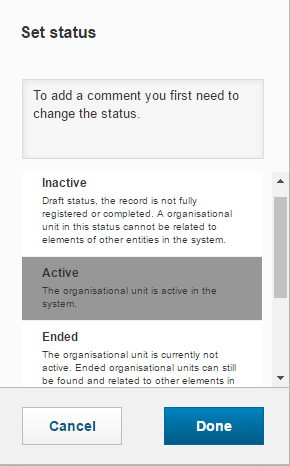 Set status
To add a comment you first need to
change the status.
Inactive
Draft status, the record is not fully
registered or completed. A organisational
unit in this status cannot be related to
elements of other entities in the system.
Active
The organisational unit is active in the
system.
Ended
The organisational unit is currently not
active. Ended organisational units can still
be found and related to other elements in
Cancel
Done